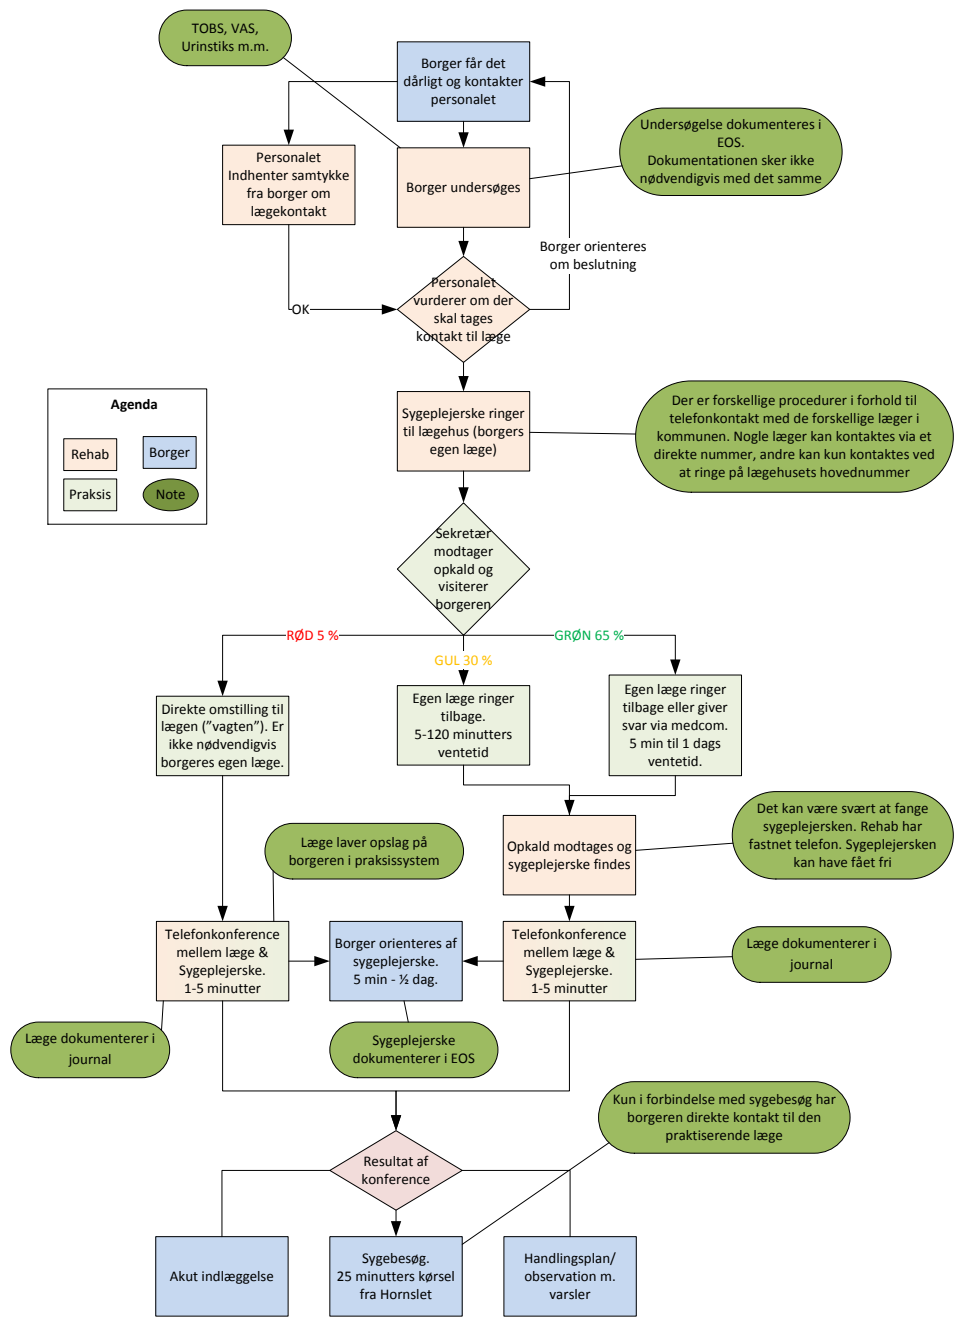 TOBS, VAS,
Urinstiks m.m.
Borger får det
dårligt og kontakter
personalet
Undersøgelse dokumenteres i
EOS.
Dokumentationen sker ikke
nødvendigvis med det samme
Personalet
Indhenter samtykke
fra borger om
lægekontakt
Borger undersøges
Borger orienteres
om beslutning
Personalet
vurderer om der
skal tages
kontakt til læge
OK
Agenda
Rehab
Borger
Praksis
Note
Sygeplejerske ringer
til lægehus (borgers
egen læge)
Der er forskellige procedurer i forhold til
telefonkontakt med de forskellige læger i
kommunen. Nogle læger kan kontaktes via et
direkte nummer, andre kan kun kontaktes ved
at ringe på lægehusets hovednummer
Sekretær
modtager
opkald og
visiterer
borgeren
RØD 5 %
GUL 30 %
GRØN 65 %
Direkte omstilling til
lægen (”vagten”). Er
ikke nødvendigvis
borgeres egen læge.
Egen læge ringer
tilbage.
5-120 minutters
ventetid
Egen læge ringer
tilbage eller giver
svar via medcom.
5 min til 1 dags
ventetid.
Læge laver opslag på
borgeren i praksissystem
Opkald modtages og
sygeplejerske findes
Det kan være svært at fange
sygeplejersken. Rehab har
fastnet telefon. Sygeplejersken
kan have fået fri
Telefonkonference
mellem læge &
Sygeplejerske.
1-5 minutter
Borger orienteres af
sygeplejerske.
5 min - ½ dag.
Telefonkonference
mellem læge &
Sygeplejerske.
1-5 minutter
Læge dokumenterer i
journal
Læge dokumenterer i
journal
Sygeplejerske
dokumenterer i EOS
Kun i forbindelse med sygebesøg har
borgeren direkte kontakt til den
praktiserende læge
Resultat af
konference
Akut indlæggelse
Sygebesøg.
25 minutters kørsel
fra Hornslet
Handlingsplan/
observation m.
varsler